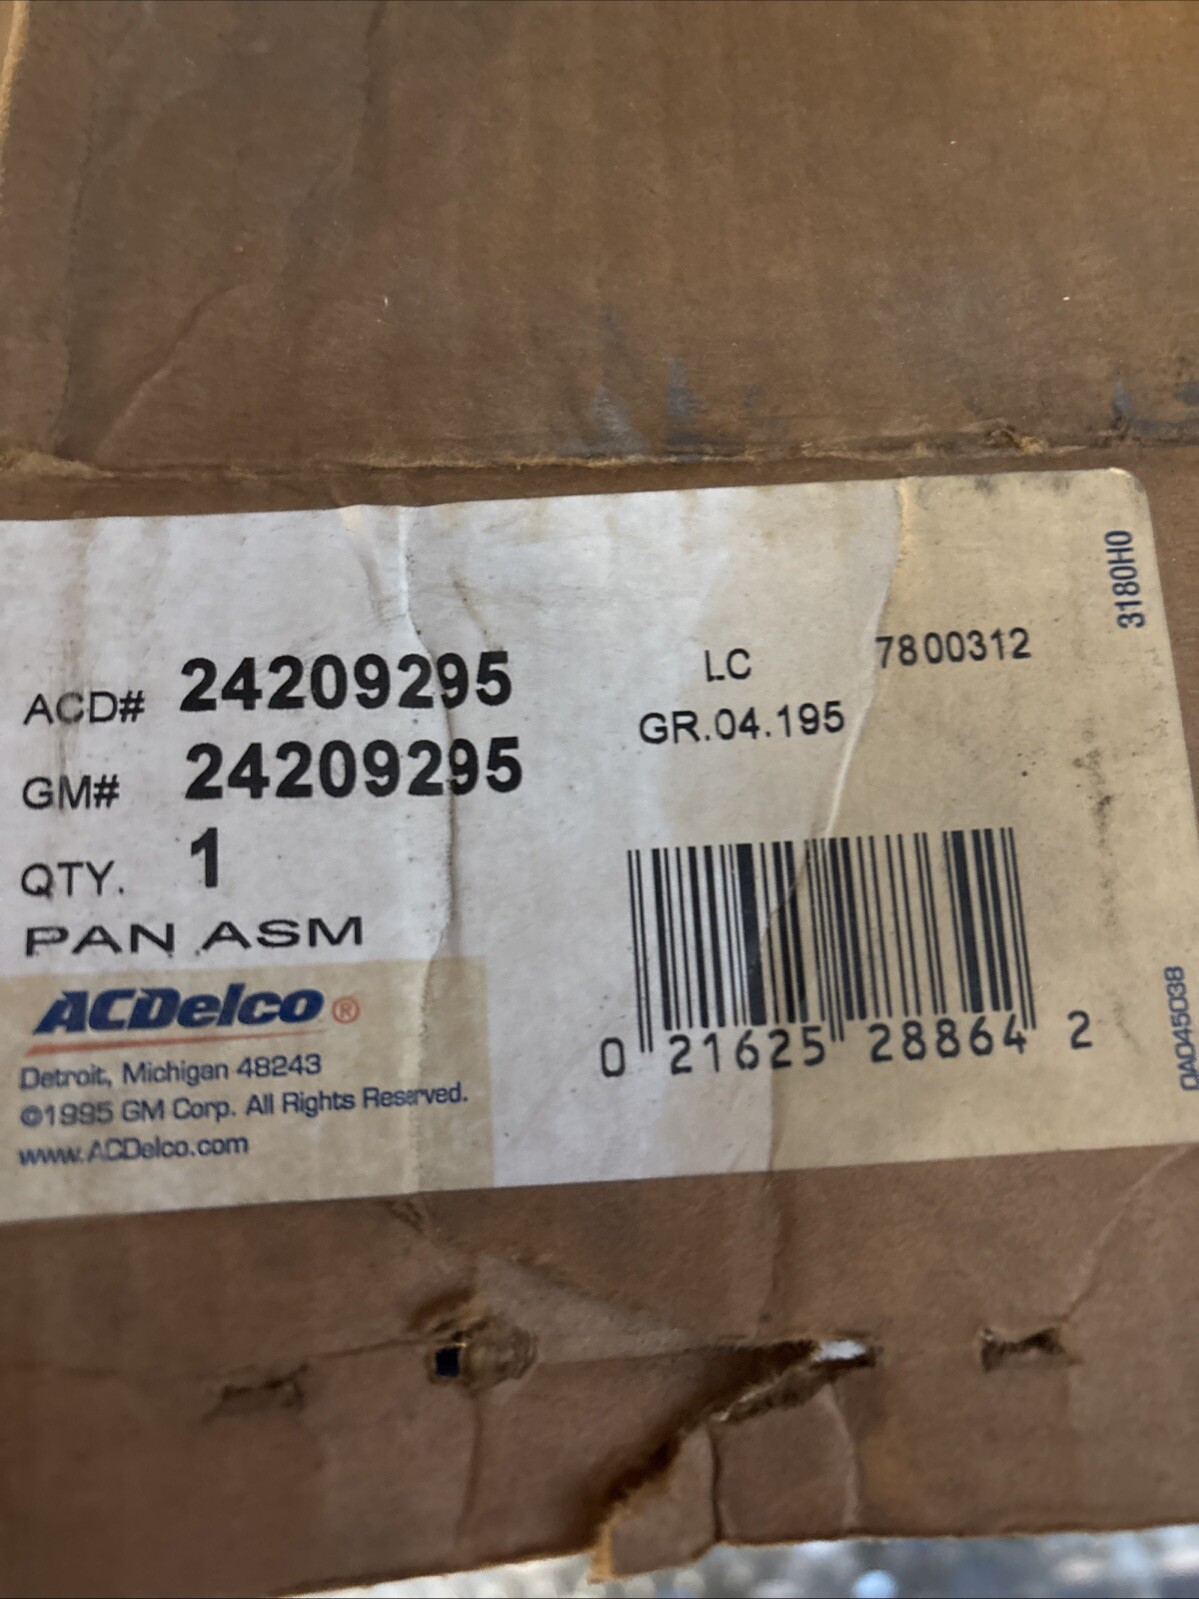 3180H0
ACD# 24209295
LC 7800312
GM# 24209295
GR.04.195
QTY. 1
PAN ASM
ACDelco®
Detroit, Michigan 48243
©1995 GM Corp. All Rights Reserved.
www.ACDelco.com
0 21625 28864 2
0AD45038